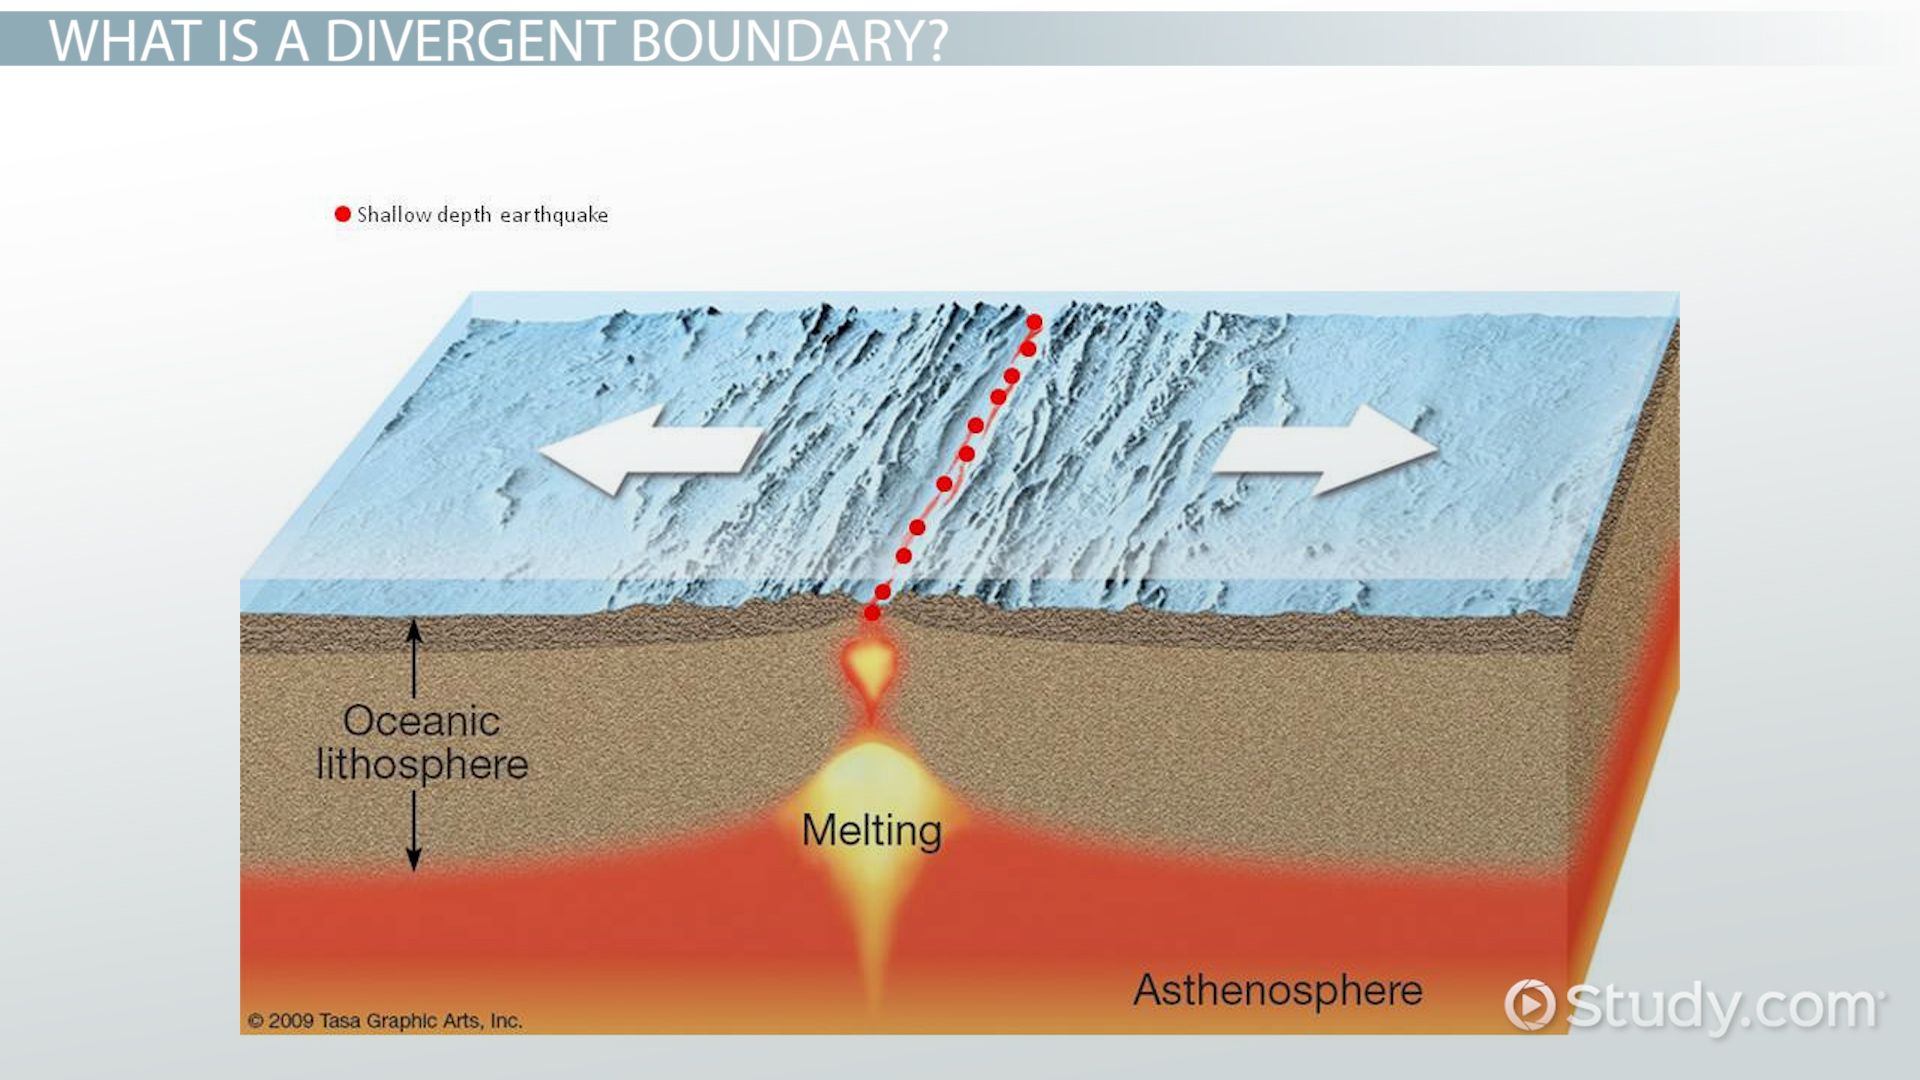 WHAT IS A DIVERGENT BOUNDARY?
Shallow depth earthquake
Oceanic
lithosphere
Melting
Asthenosphere
© 2009 Tasa Graphic Arts, Inc.
Study.com